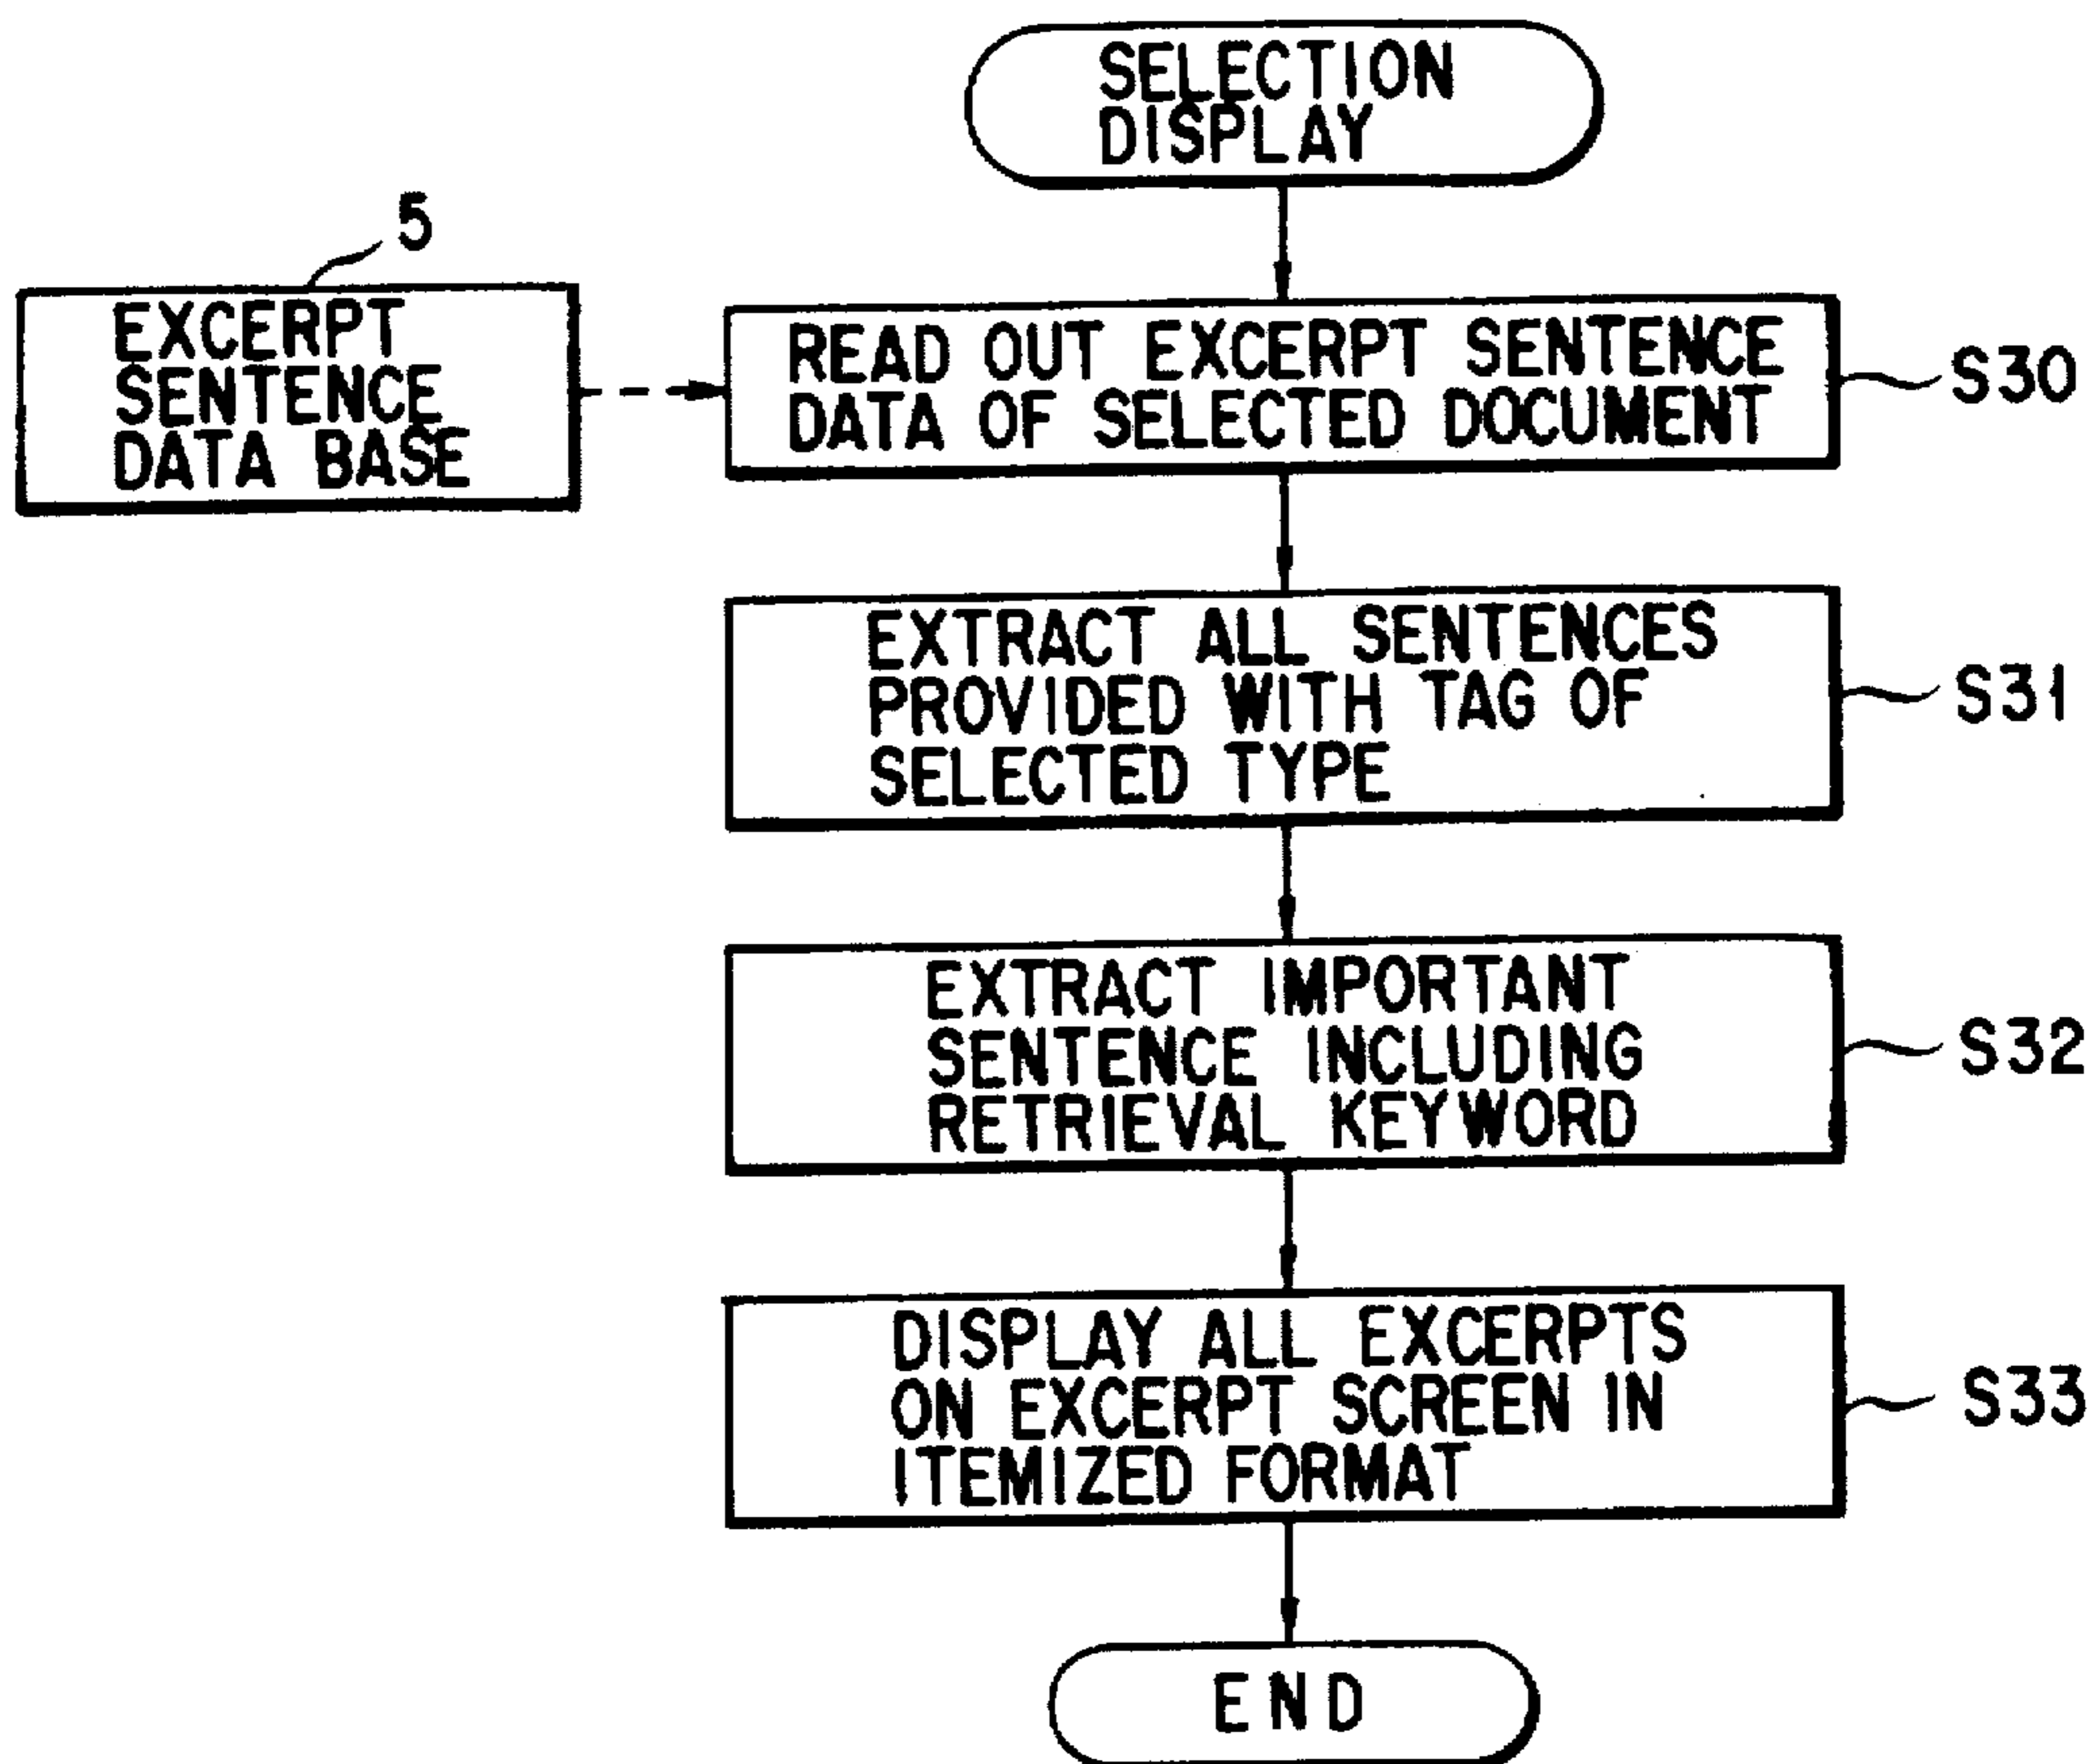 SELECTION
DISPLAY
5
EXCERPT
SENTENCE
DATA BASE
READ OUT EXCERPT SENTENCE
DATA OF SELECTED DOCUMENT
S30
EXTRACT ALL SENTENCES
PROVIDED WITH TAG OF
SELECTED TYPE
S31
EXTRACT IMPORTANT
SENTENCE INCLUDING
RETRIEVAL KEYWORD
S32
DISPLAY ALL EXCERPTS
ON EXCERPT SCREEN IN
ITEMIZED FORMAT
S33
END